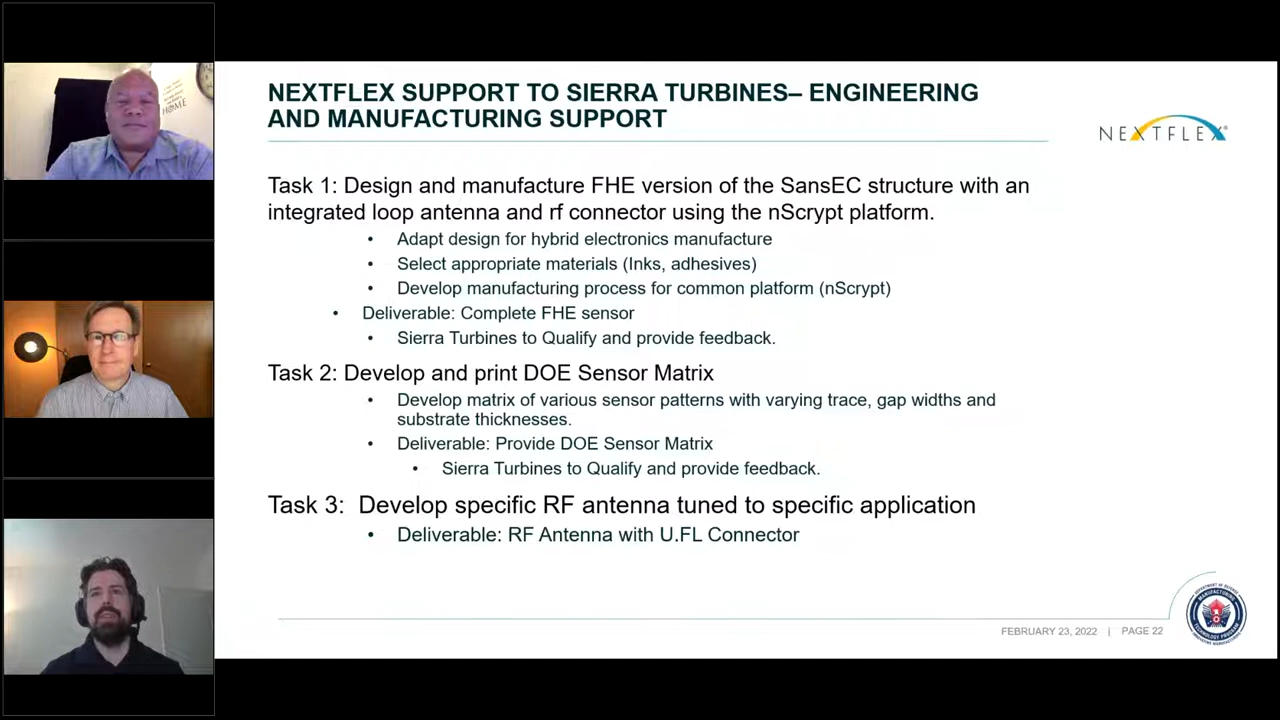 NEXTFLEX SUPPORT TO SIERRA TURBINES– ENGINEERING
AND MANUFACTURING SUPPORT
NEXTFLEX
Task 1: Design and manufacture FHE version of the SansEC structure with an
integrated loop antenna and rf connector using the nScrypt platform.
• Adapt design for hybrid electronics manufacture
• Select appropriate materials (Inks, adhesives)
• Develop manufacturing process for common platform (nScrypt)
• Deliverable: Complete FHE sensor
• Sierra Turbines to Qualify and provide feedback.
Task 2: Develop and print DOE Sensor Matrix
• Develop matrix of various sensor patterns with varying trace, gap widths and
substrate thicknesses.
• Deliverable: Provide DOE Sensor Matrix
• Sierra Turbines to Qualify and provide feedback.
Task 3:  Develop specific RF antenna tuned to specific application
• Deliverable: RF Antenna with U.FL Connector
FEBRUARY 23, 2022 | PAGE 22
DEPARTMENT OF DEFENSE
MANUFACTURING
TECHNOLOGY PROGRAM
HOME